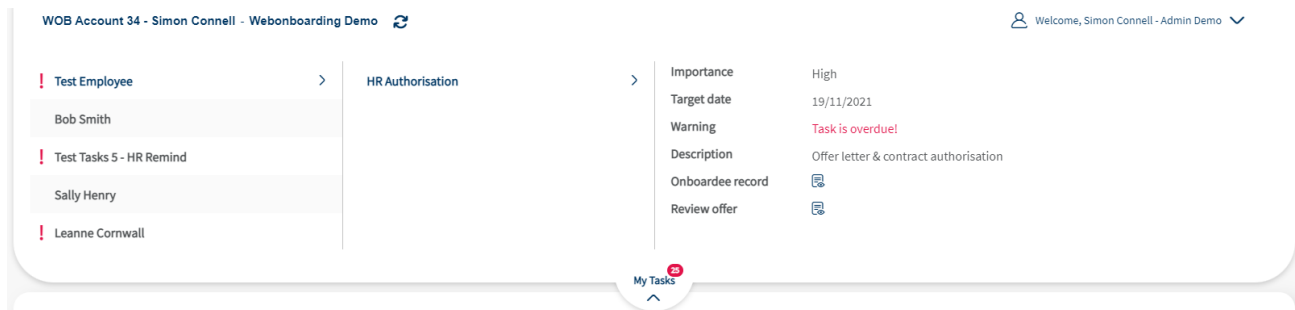 WOB Account 34 - Simon Connell - Webonboarding Demo
Welcome, Simon Connell - Admin Demo
! Test Employee
Bob Smith
! Test Tasks 5 - HR Remind
Sally Henry
! Leanne Cornwall
HR Authorisation
Importance High
Target date 19/11/2021
Warning Task is overdue!
Description Offer letter & contract authorisation
Onboardee record
Review offer
My Tasks 25